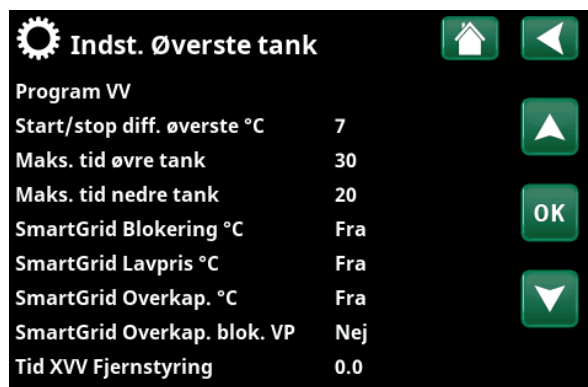 Indst. Øverste tank
Program VV
Start/stop diff. øverste °C 7
Maks. tid øvre tank 30
Maks. tid nedre tank 20
SmartGrid Blokering °C Fra
SmartGrid Lavpris °C Fra
SmartGrid Overkap. °C Fra
SmartGrid Overkap. blok. VP Nej
Tid XVV Fjernstyring 0.0
OK